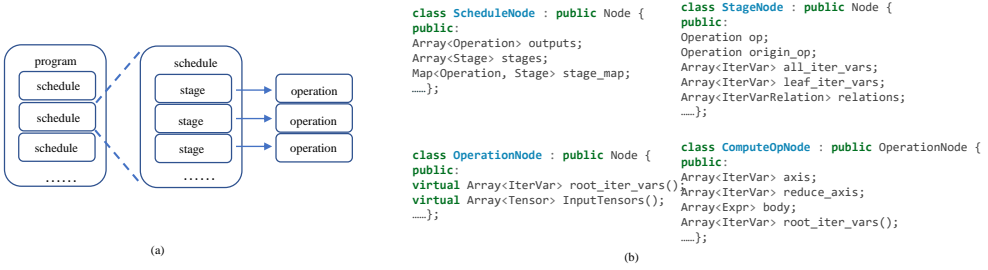 program
schedule
schedule
schedule
......
schedule
stage
stage
stage
......
operation
operation
operation
(a)
class ScheduleNode : public Node {
public:
Array<Operation> outputs;
Array<Stage> stages;
Map<Operation, Stage> stage_map;
……};
class StageNode : public Node {
public:
Operation op;
Operation origin_op;
Array<IterVar> all_iter_vars;
Array<IterVar> leaf_iter_vars;
Array<IterVarRelation> relations;
……};
class OperationNode : public Node {
public:
virtual Array<IterVar> root_iter_vars();
virtual Array<Tensor> InputTensors();
……};
class ComputeOpNode : public OperationNode {
public:
Array<IterVar> axis;
Array<IterVar> reduce_axis;
Array<Expr> body;
Array<IterVar> root_iter_vars();
……};
(b)